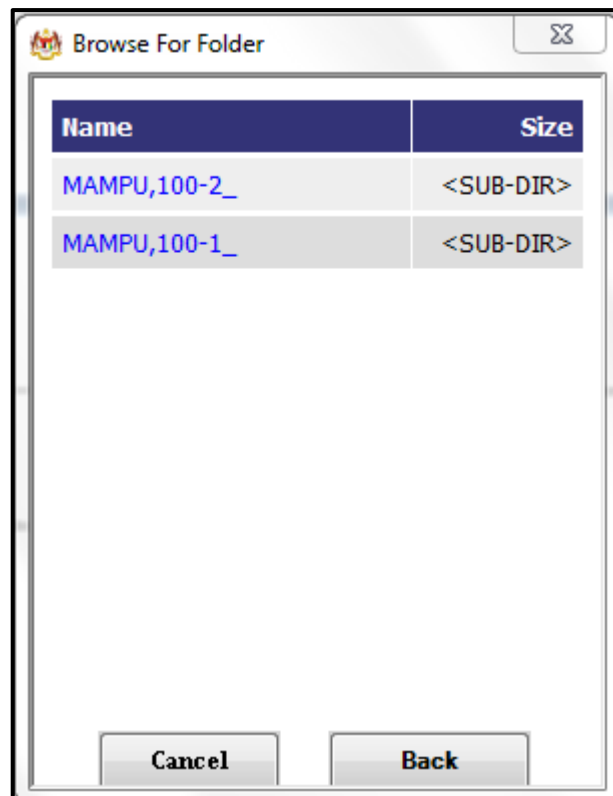 Browse For Folder
Name Size
MAMPU,100-2_ <SUB-DIR>
MAMPU,100-1_ <SUB-DIR>
Cancel Back